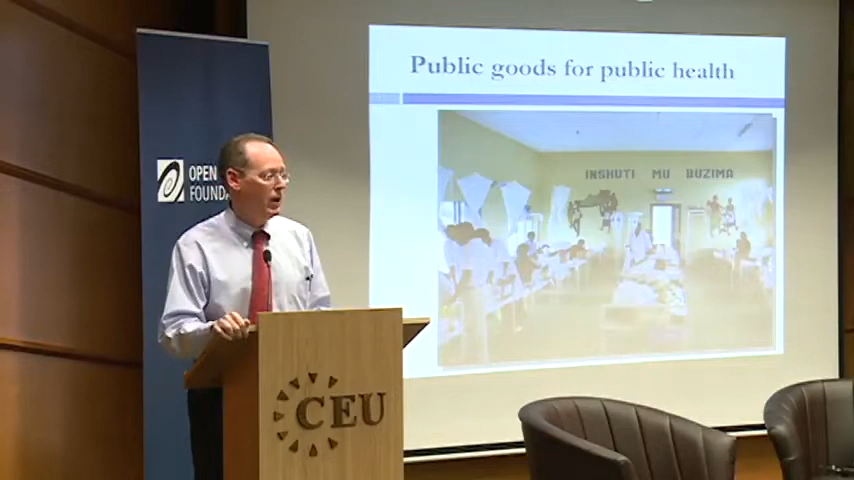 Public goods for public health
INSHUTI MU BUZIMA
OPEN
FOUNDA
CEU